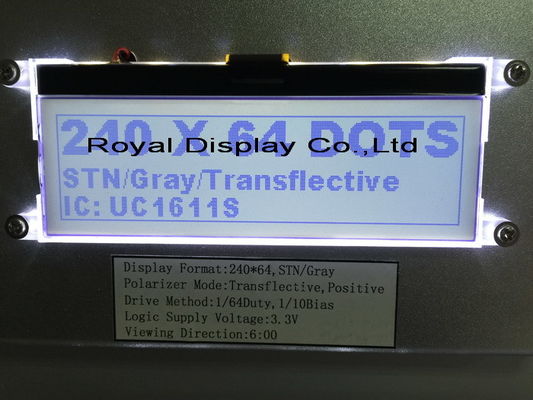 240 X 64 DOTS
Royal Display Co.,Ltd
STN/Gray/Transflective
IC: UC1611S
Display Format:240*64,STN/Gray
Polarizer Mode:Transflective,Positive
Drive Method:1/64Duty,1/10Bias
Logic Supply Voltage:3.3V
Viewing Direction:6:00